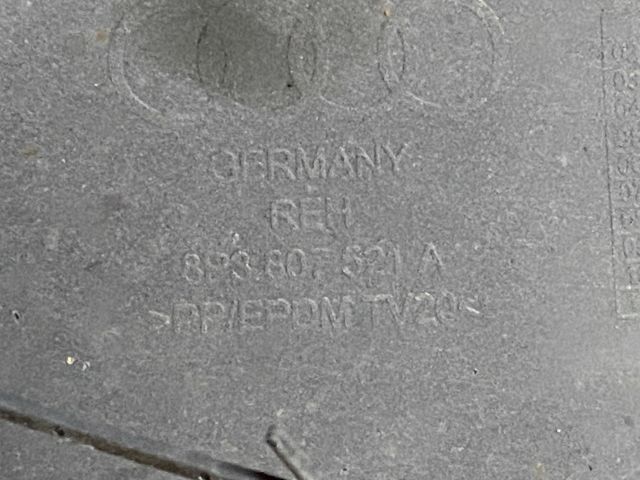 GERMANY
REH
8P3 807 521 A
>PP/EPDM TV20<